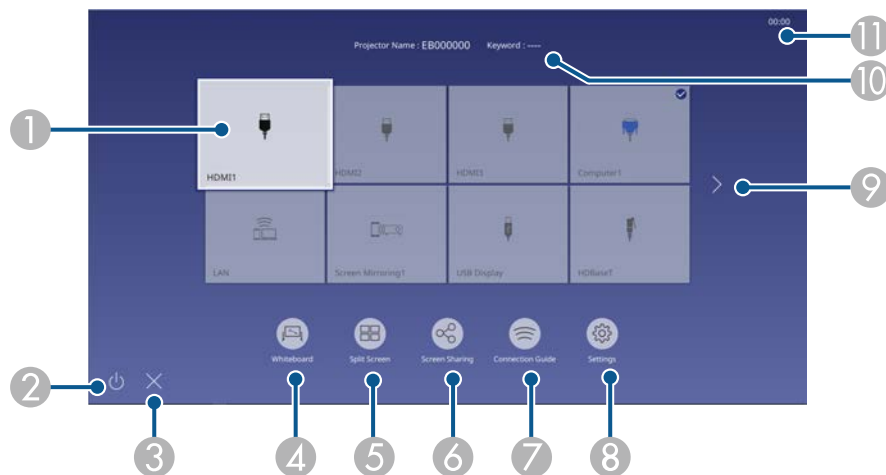 00:00
Projector Name : EB000000 Keyword : -----
11
10
1
HDMI1 HDMI2 HDMI3 Computer1
9
LAN Screen Mirroring1 USB Display HDBaseT
Whiteboard Split Screen Screen Sharing Connection Guide Settings
2
3 4 5 6 7 8